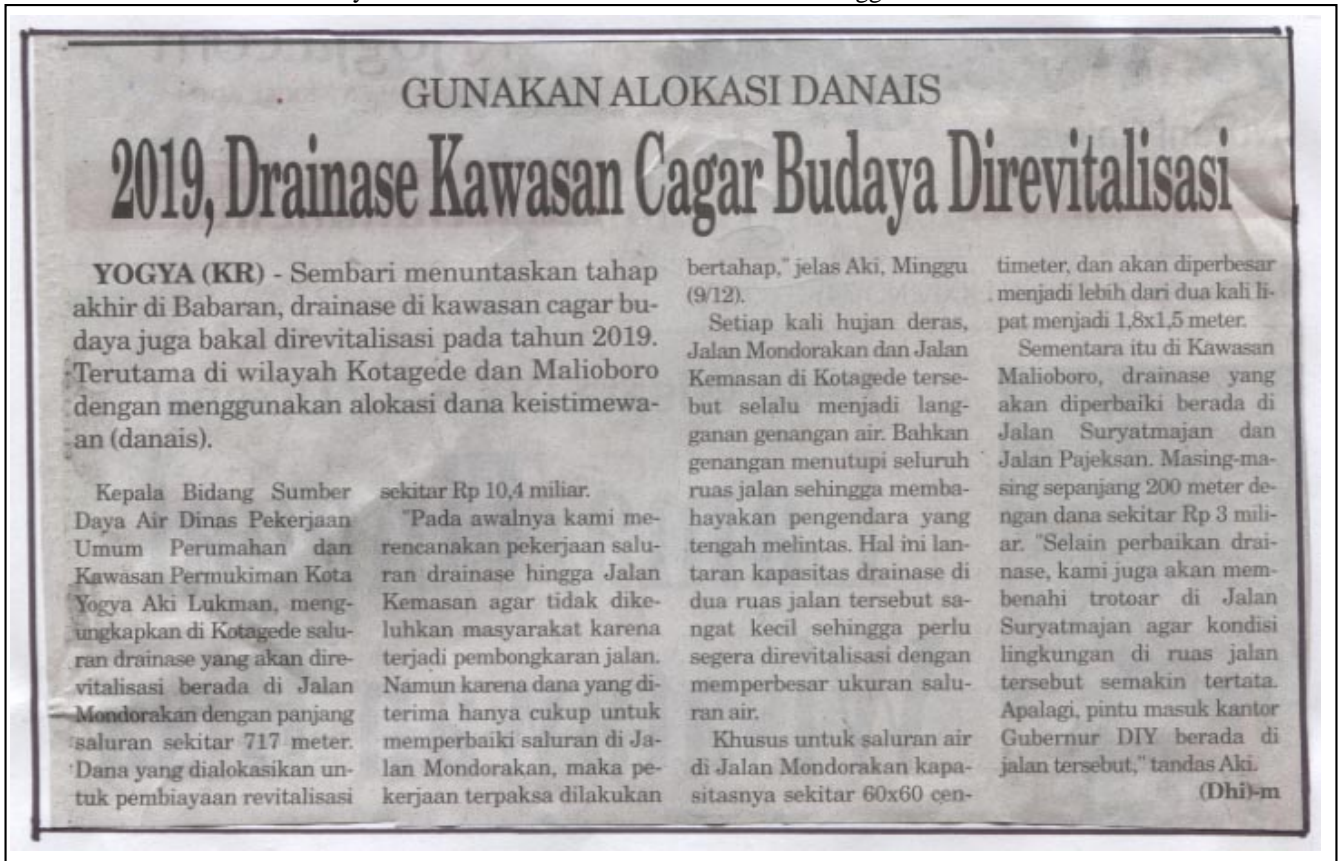 GUNAKAN ALOKASI DANAIS
2019, Drainase Kawasan Cagar Budaya Direvitalisasi
YOGYA (KR) - Sembari menuntaskan tahap
akhir di Babaran, drainase di kawasan cagar bu-
daya juga bakal direvitalisasi pada tahun 2019.
Terutama di wilayah Kotagede dan Malioboro
dengan menggunakan alokasi dana keistimewa-
an (danais).
Kepala Bidang Sumber
Daya Air Dinas Pekerjaan
Umum Perumahan dan
Kawasan Permukiman Kota
Yogya Aki Lukman, meng-
ungkapkan di Kotagede salu-
ran drainase yang akan dire-
vitalisasi berada di Jalan
Mondorakan dengan panjang
saluran sekitar 717 meter.
Dana yang dialokasikan un-
tuk pembiayaan revitalisasi
sekitar Rp 10,4 miliar.
"Pada awalnya kami me-
rencanakan pekerjaan salu-
ran drainase hingga Jalan
Kemasan agar tidak dike-
luhkan masyarakat karena
terjadi pembongkaran jalan.
Namun karena dana yang di-
terima hanya cukup untuk
memperbaiki saluran di Ja-
lan Mondorakan, maka pe-
kerjaan terpaksa dilakukan
bertahap," jelas Aki, Minggu
(9/12).
Setiap kali hujan deras,
Jalan Mondorakan dan Jalan
Kemasan di Kotagede terse-
but selalu menjadi lang-
ganan genangan air. Bahkan
genangan menutupi seluruh
ruas jalan sehingga memba-
hayakan pengendara yang
tengah melintas. Hal ini lan-
taran kapasitas drainase di
dua ruas jalan tersebut sa-
ngat kecil sehingga perlu
segera direvitalisasi dengan
memperbesar ukuran salu-
ran air.
Khusus untuk saluran air
di Jalan Mondorakan kapa-
sitasnya sekitar 60x60 cen-
timeter, dan akan diperbesar
menjadi lebih dari dua kali li-
pat menjadi 1,8x1,5 meter.
Sementara itu di Kawasan
Malioboro, drainase yang
akan diperbaiki berada di
Jalan Suryatmajan dan
Jalan Pajeksan. Masing-ma-
sing sepanjang 200 meter de-
ngan dana sekitar Rp 3 mili-
ar. "Selain perbaikan drai-
nase, kami juga akan mem-
benahi trotoar di Jalan
Suryatmajan agar kondisi
lingkungan di ruas jalan
tersebut semakin tertata.
Apalagi, pintu masuk kantor
Gubernur DIY berada di
jalan tersebut," tandas Aki.
(Dhi)-m